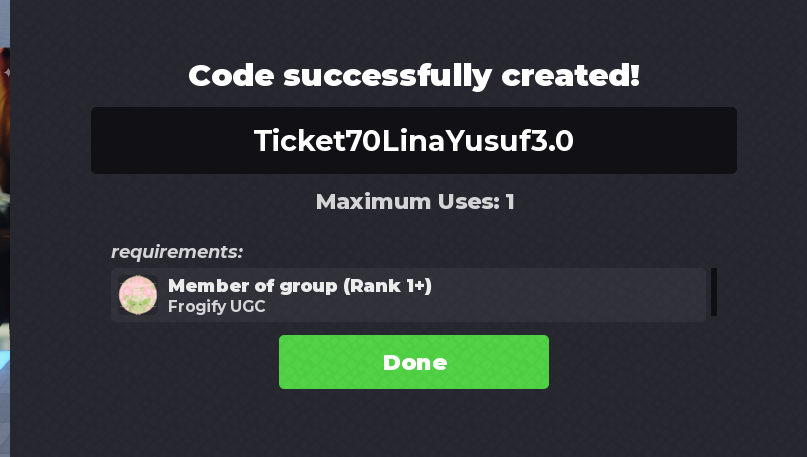 Code successfully created!
Ticket70LinaYusuf3.0
Maximum Uses: 1
requirements:
Member of group (Rank 1+)
Frogify UGC
Done